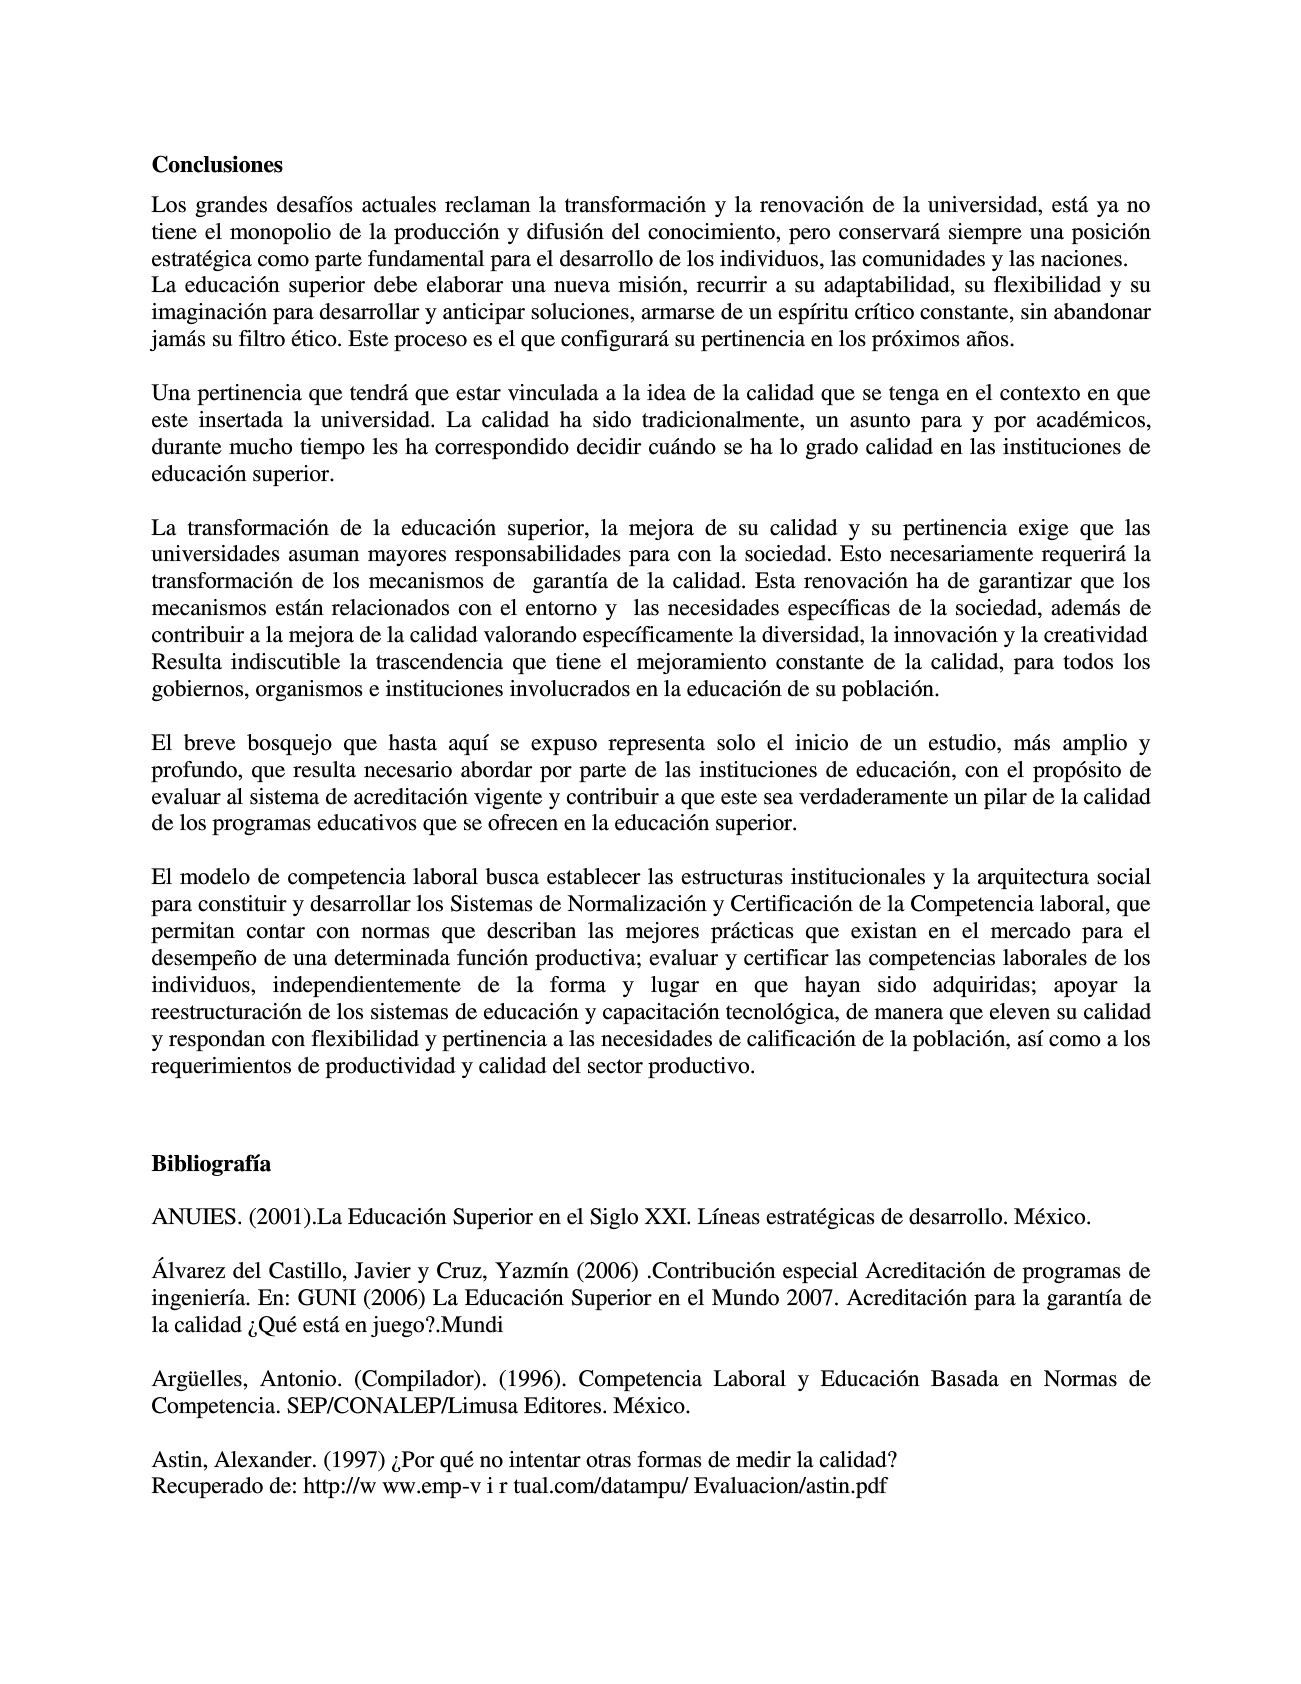 Conclusiones
Los grandes desafíos actuales reclaman la transformación y la renovación de la universidad, está ya no
tiene el monopolio de la producción y difusión del conocimiento, pero conservará siempre una posición
estratégica como parte fundamental para el desarrollo de los individuos, las comunidades y las naciones.
La educación superior debe elaborar una nueva misión, recurrir a su adaptabilidad, su flexibilidad y su
imaginación para desarrollar y anticipar soluciones, armarse de un espíritu crítico constante, sin abandonar
jamás su filtro ético. Este proceso es el que configurará su pertinencia en los próximos años.
Una pertinencia que tendrá que estar vinculada a la idea de la calidad que se tenga en el contexto en que
este insertada la universidad. La calidad ha sido tradicionalmente, un asunto para y por académicos,
durante mucho tiempo les ha correspondido decidir cuándo se ha lo grado calidad en las instituciones de
educación superior.
La transformación de la educación superior, la mejora de su calidad y su pertinencia exige que las
universidades asuman mayores responsabilidades para con la sociedad. Esto necesariamente requerirá la
transformación de los mecanismos de  garantía de la calidad. Esta renovación ha de garantizar que los
mecanismos están relacionados con el entorno y  las necesidades específicas de la sociedad, además de
contribuir a la mejora de la calidad valorando específicamente la diversidad, la innovación y la creatividad
Resulta indiscutible la trascendencia que tiene el mejoramiento constante de la calidad, para todos los
gobiernos, organismos e instituciones involucrados en la educación de su población.
El breve bosquejo que hasta aquí se expuso representa solo el inicio de un estudio, más amplio y
profundo, que resulta necesario abordar por parte de las instituciones de educación, con el propósito de
evaluar al sistema de acreditación vigente y contribuir a que este sea verdaderamente un pilar de la calidad
de los programas educativos que se ofrecen en la educación superior.
El modelo de competencia laboral busca establecer las estructuras institucionales y la arquitectura social
para constituir y desarrollar los Sistemas de Normalización y Certificación de la Competencia laboral, que
permitan contar con normas que describan las mejores prácticas que existan en el mercado para el
desempeño de una determinada función productiva; evaluar y certificar las competencias laborales de los
individuos, independientemente de la forma y lugar en que hayan sido adquiridas; apoyar la
reestructuración de los sistemas de educación y capacitación tecnológica, de manera que eleven su calidad
y respondan con flexibilidad y pertinencia a las necesidades de calificación de la población, así como a los
requerimientos de productividad y calidad del sector productivo.
Bibliografía
ANUIES. (2001).La Educación Superior en el Siglo XXI. Líneas estratégicas de desarrollo. México.
Álvarez del Castillo, Javier y Cruz, Yazmín (2006) .Contribución especial Acreditación de programas de
ingeniería. En: GUNI (2006) La Educación Superior en el Mundo 2007. Acreditación para la garantía de
la calidad ¿Qué está en juego?.Mundi
Argüelles, Antonio. (Compilador). (1996). Competencia Laboral y Educación Basada en Normas de
Competencia. SEP/CONALEP/Limusa Editores. México.
Astin, Alexander. (1997) ¿Por qué no intentar otras formas de medir la calidad?
Recuperado de: http://w ww.emp-v i r tual.com/datampu/ Evaluacion/astin.pdf